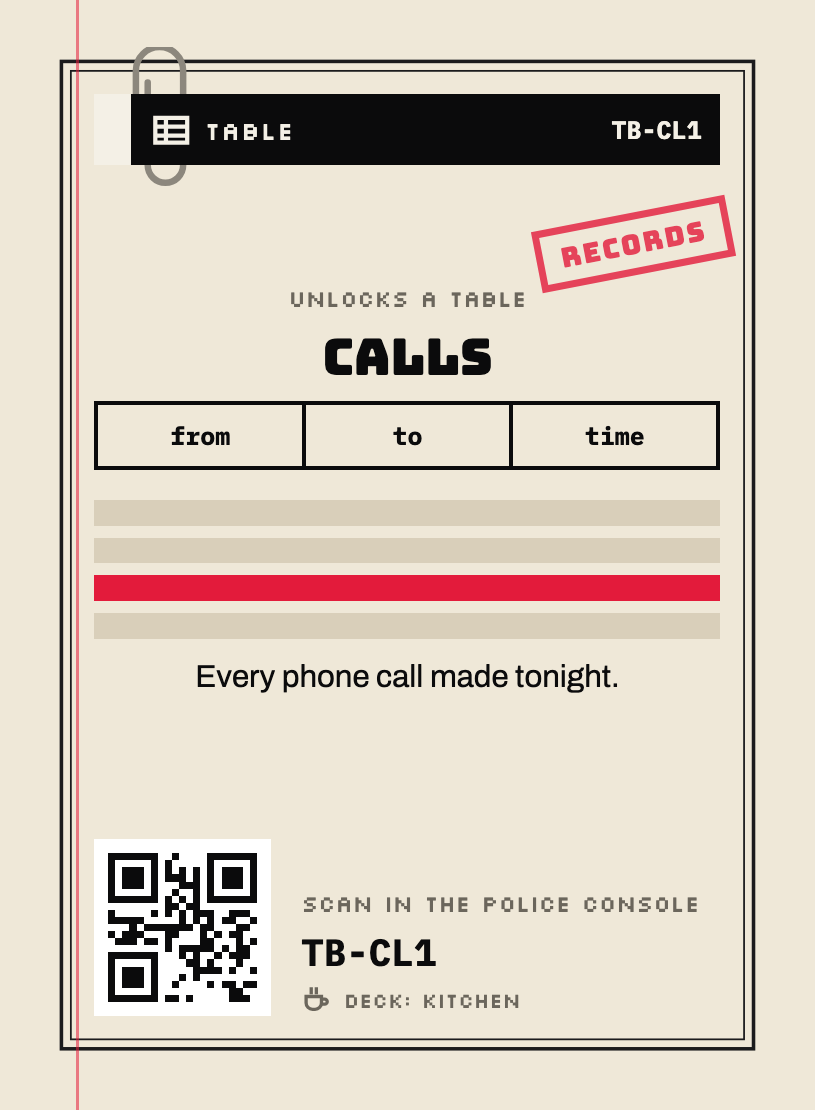 TABLE
TB-CL1
RECORDS
UNLOCKS A TABLE
CALLS
from to time
Every phone call made tonight.
SCAN IN THE POLICE CONSOLE
TB-CL1
DECK: KITCHEN